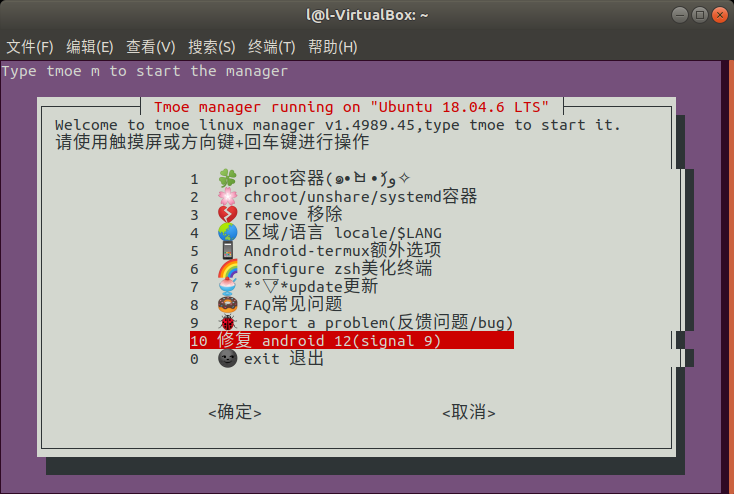 l@l-VirtualBox: ~
文件(F) 编辑(E) 查看(V) 搜索(S) 终端(T) 帮助(H)
Type tmoe m to start the manager
Tmoe manager running on "Ubuntu 18.04.6 LTS"
Welcome to tmoe linux manager v1.4989.45,type tmoe to start it.
请使用触摸屏或方向键+回车键进行操作
1 🍀 proot容器(๑•̀ㅂ•́)و✧
2 🌸 chroot/unshare/systemd容器
3 💔 remove 移除
4 🌏 区域/语言 locale/$LANG
5 📱 Android-termux额外选项
6 🌈 Configure zsh美化终端
7 🍧 *°▽°*update更新
8 🍩 FAQ常见问题
9 🐞 Report a problem(反馈问题/bug)
10 修复 android 12(signal 9)
0 🌚 exit 退出
<确定> <取消>